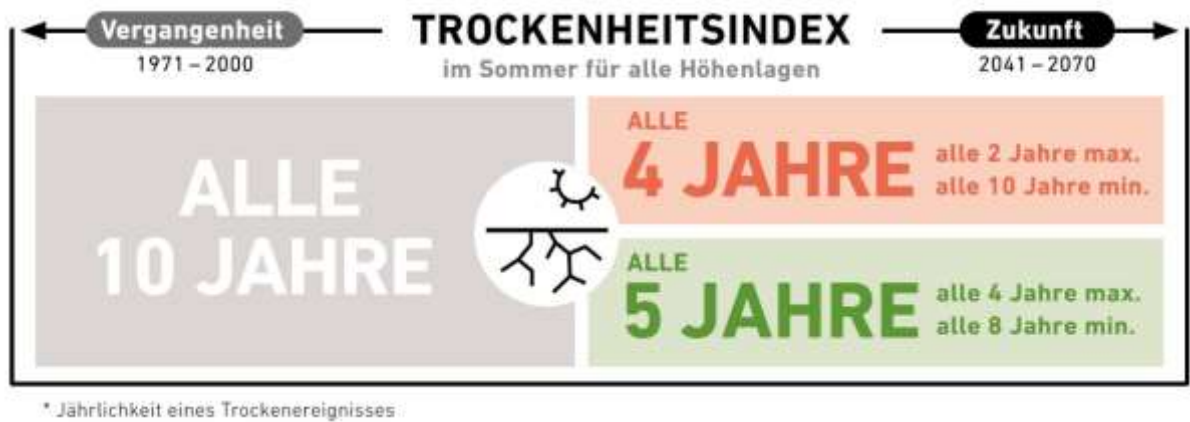 Vergangenheit
1971 – 2000
TROCKENHEITSINDEX
im Sommer für alle Höhenlagen
Zukunft
2041 – 2070
ALLE
10 JAHRE
ALLE
4 JAHRE
alle 2 Jahre max.
alle 10 Jahre min.
ALLE
5 JAHRE
alle 4 Jahre max.
alle 8 Jahre min.
* Jährlichkeit eines Trockenereignisses